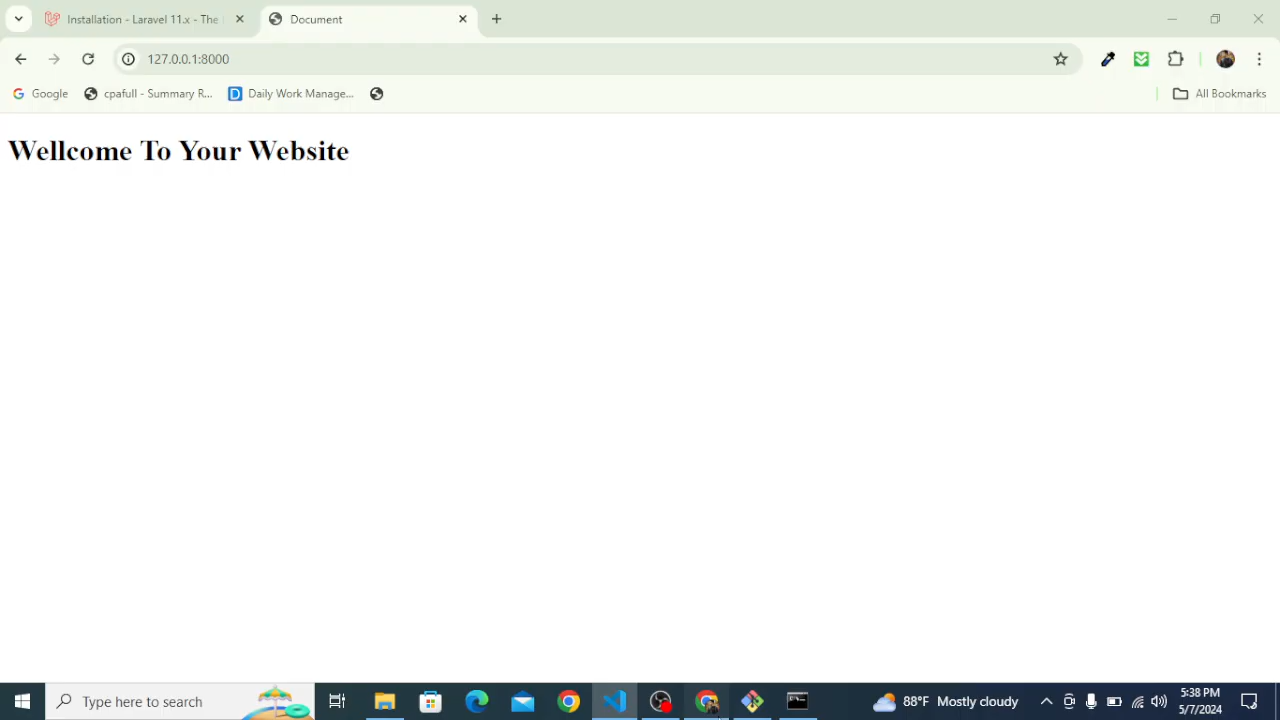 Installation - Laravel 11.x - The
Document
127.0.0.1:8000
Google
cpafull - Summary R...
Daily Work Manage...
All Bookmarks
Wellcome To Your Website
Type here to search
88°F Mostly cloudy
5:38 PM
5/7/2024